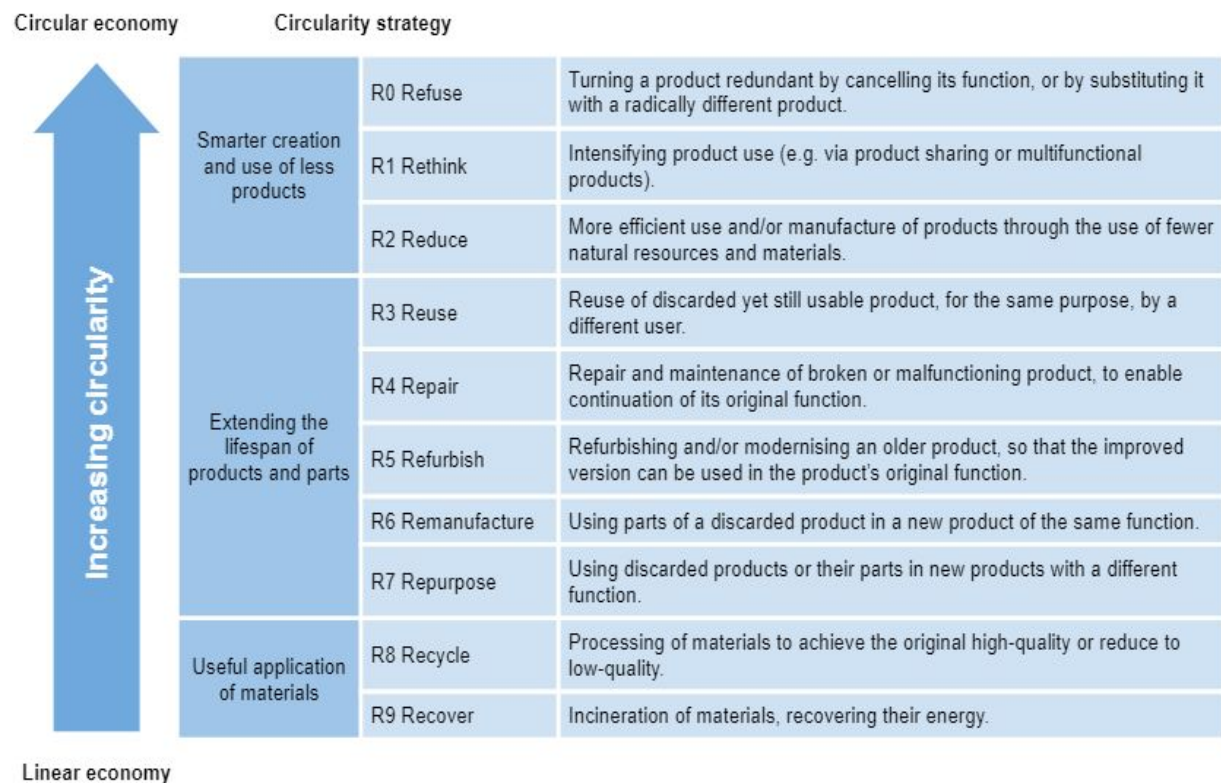 Circular economy
Circularity strategy
Increasing circularity
Smarter creation
and use of less
products
R0 Refuse
Turning a product redundant by cancelling its function, or by substituting it
with a radically different product.
R1 Rethink
Intensifying product use (e.g. via product sharing or multifunctional
products).
R2 Reduce
More efficient use and/or manufacture of products through the use of fewer
natural resources and materials.
Extending the
lifespan of
products and parts
R3 Reuse
Reuse of discarded yet still usable product, for the same purpose, by a
different user.
R4 Repair
Repair and maintenance of broken or malfunctioning product, to enable
continuation of its original function.
R5 Refurbish
Refurbishing and/or modernising an older product, so that the improved
version can be used in the product's original function.
R6 Remanufacture
Using parts of a discarded product in a new product of the same function.
R7 Repurpose
Using discarded products or their parts in new products with a different
function.
Useful application
of materials
R8 Recycle
Processing of materials to achieve the original high-quality or reduce to
low-quality.
R9 Recover
Incineration of materials, recovering their energy.
Linear economy